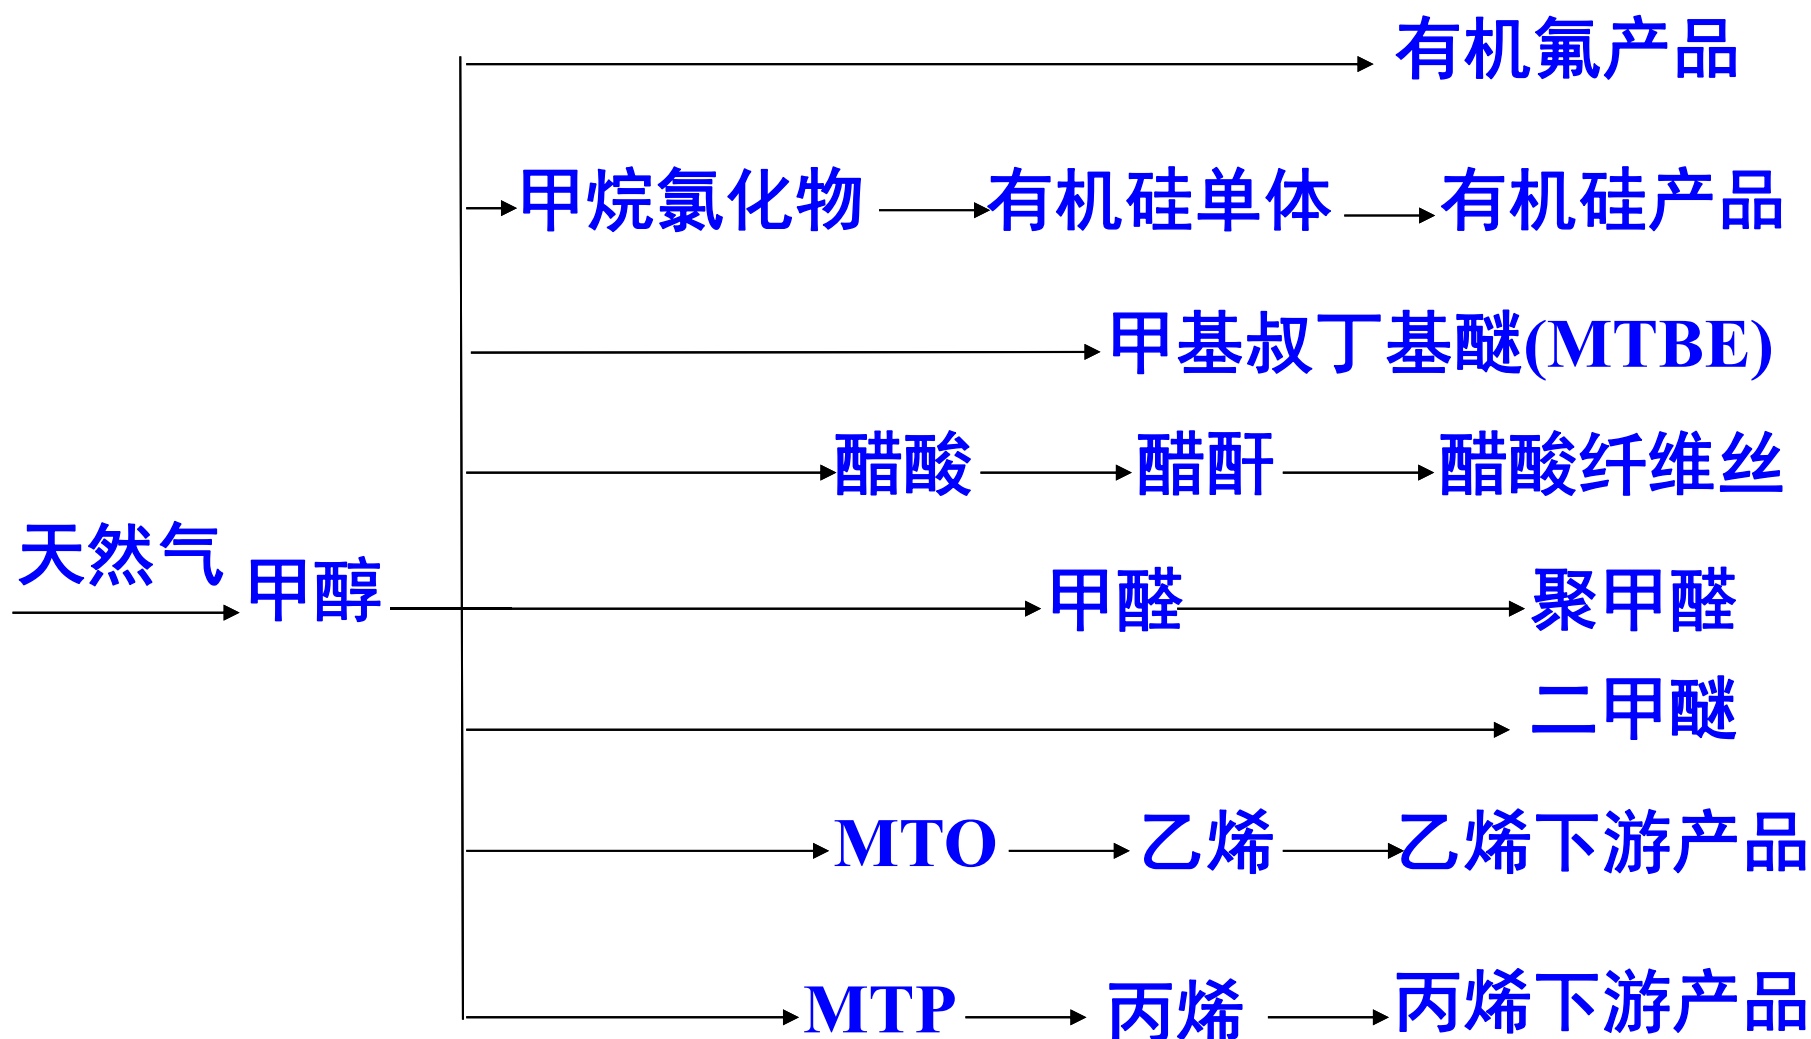 有机氟产品
甲烷氯化物 有机硅单体 有机硅产品
甲基叔丁基醚(MTBE)
醋酸 醋酐 醋酸纤维丝
天然气
甲醇 甲醛 聚甲醛
二甲醚
MTO 乙烯 乙烯下游产品
MTP 丙烯 丙烯下游产品